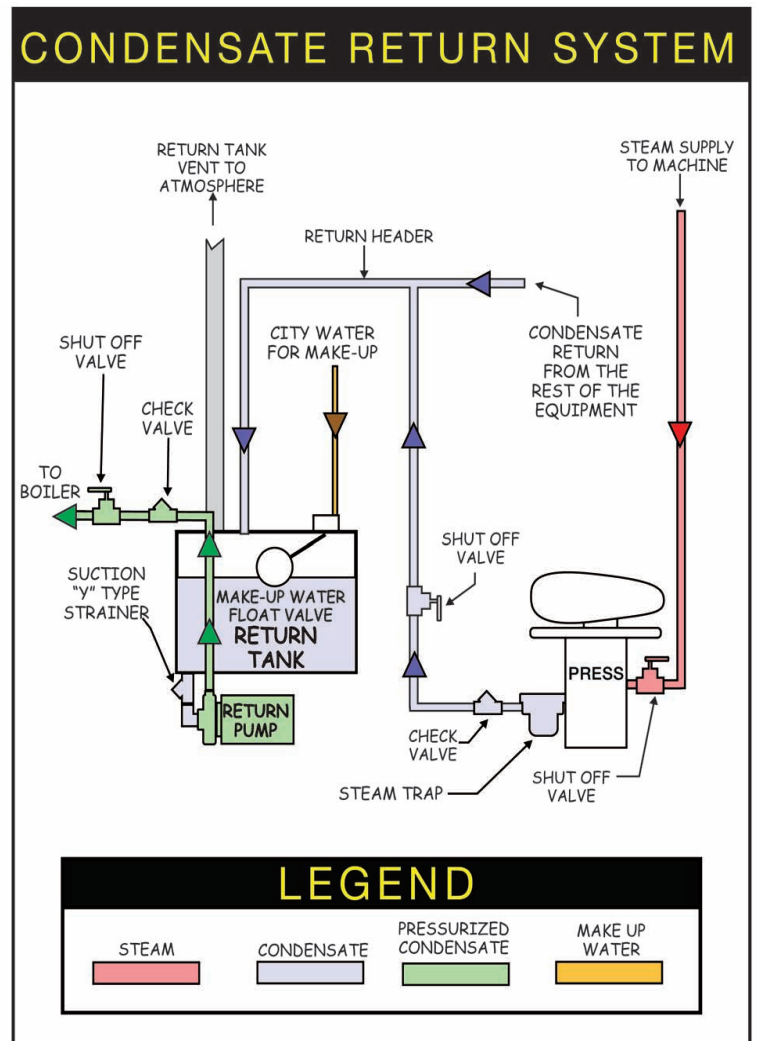 CONDENSATE RETURN SYSTEM
RETURN TANK
VENT TO
ATMOSPHERE
STEAM SUPPLY
TO MACHINE
RETURN HEADER
CITY WATER
FOR MAKE-UP
CONDENSATE
RETURN
FROM THE
REST OF THE
EQUIPMENT
SHUT OFF
VALVE
CHECK
VALVE
TO
BOILER
SHUT OFF
VALVE
SUCTION
"Y" TYPE
STRAINER
MAKE-UP WATER
FLOAT VALVE
RETURN
TANK
PRESS
RETURN
PUMP
CHECK
VALVE
STEAM TRAP
SHUT OFF
VALVE
LEGEND
STEAM
CONDENSATE
PRESSURIZED
CONDENSATE
MAKE UP
WATER